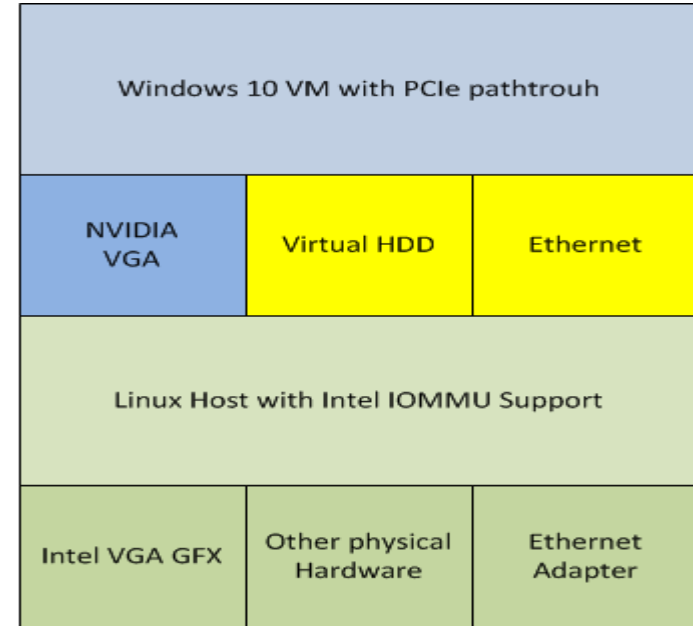 Windows 10 VM with PCIe pathtrouh
NVIDIA
VGA
Virtual HDD
Ethernet
Linux Host with Intel IOMMU Support
Intel VGA GFX
Other physical
Hardware
Ethernet
Adapter